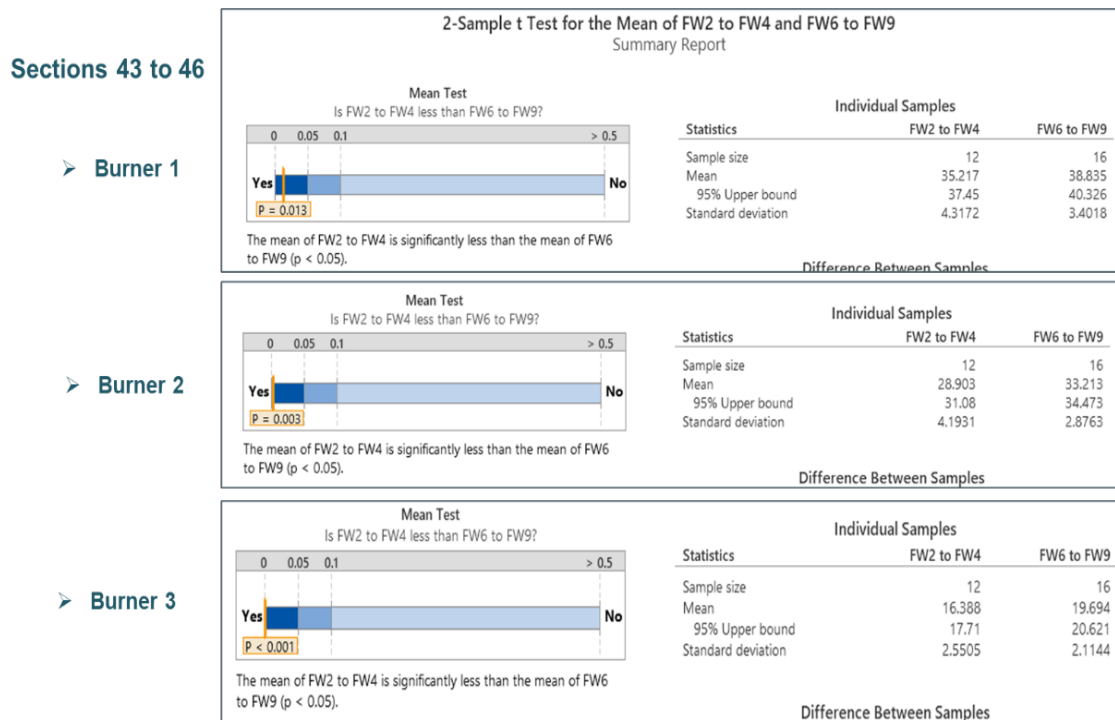 2-Sample t Test for the Mean of FW2 to FW4 and FW6 to FW9
Summary Report
Sections 43 to 46
Burner 1
Mean Test
Is FW2 to FW4 less than FW6 to FW9?
0 0.05 0.1 > 0.5
Yes No
P = 0.013
The mean of FW2 to FW4 is significantly less than the mean of FW6
to FW9 (p < 0.05).
Individual Samples
Statistics FW2 to FW4 FW6 to FW9
Sample size 12 16
Mean 35.217 38.835
95% Upper bound 37.45 40.326
Standard deviation 4.3172 3.4018
Difference Between Samples
Burner 2
Mean Test
Is FW2 to FW4 less than FW6 to FW9?
0 0.05 0.1 > 0.5
Yes No
P = 0.003
The mean of FW2 to FW4 is significantly less than the mean of FW6
to FW9 (p < 0.05).
Individual Samples
Statistics FW2 to FW4 FW6 to FW9
Sample size 12 16
Mean 28.903 33.213
95% Upper bound 31.08 34.473
Standard deviation 4.1931 2.8763
Difference Between Samples
Burner 3
Mean Test
Is FW2 to FW4 less than FW6 to FW9?
0 0.05 0.1 > 0.5
Yes No
P < 0.001
The mean of FW2 to FW4 is significantly less than the mean of FW6
to FW9 (p < 0.05).
Individual Samples
Statistics FW2 to FW4 FW6 to FW9
Sample size 12 16
Mean 16.388 19.694
95% Upper bound 17.71 20.621
Standard deviation 2.5505 2.1144
Difference Between Samples